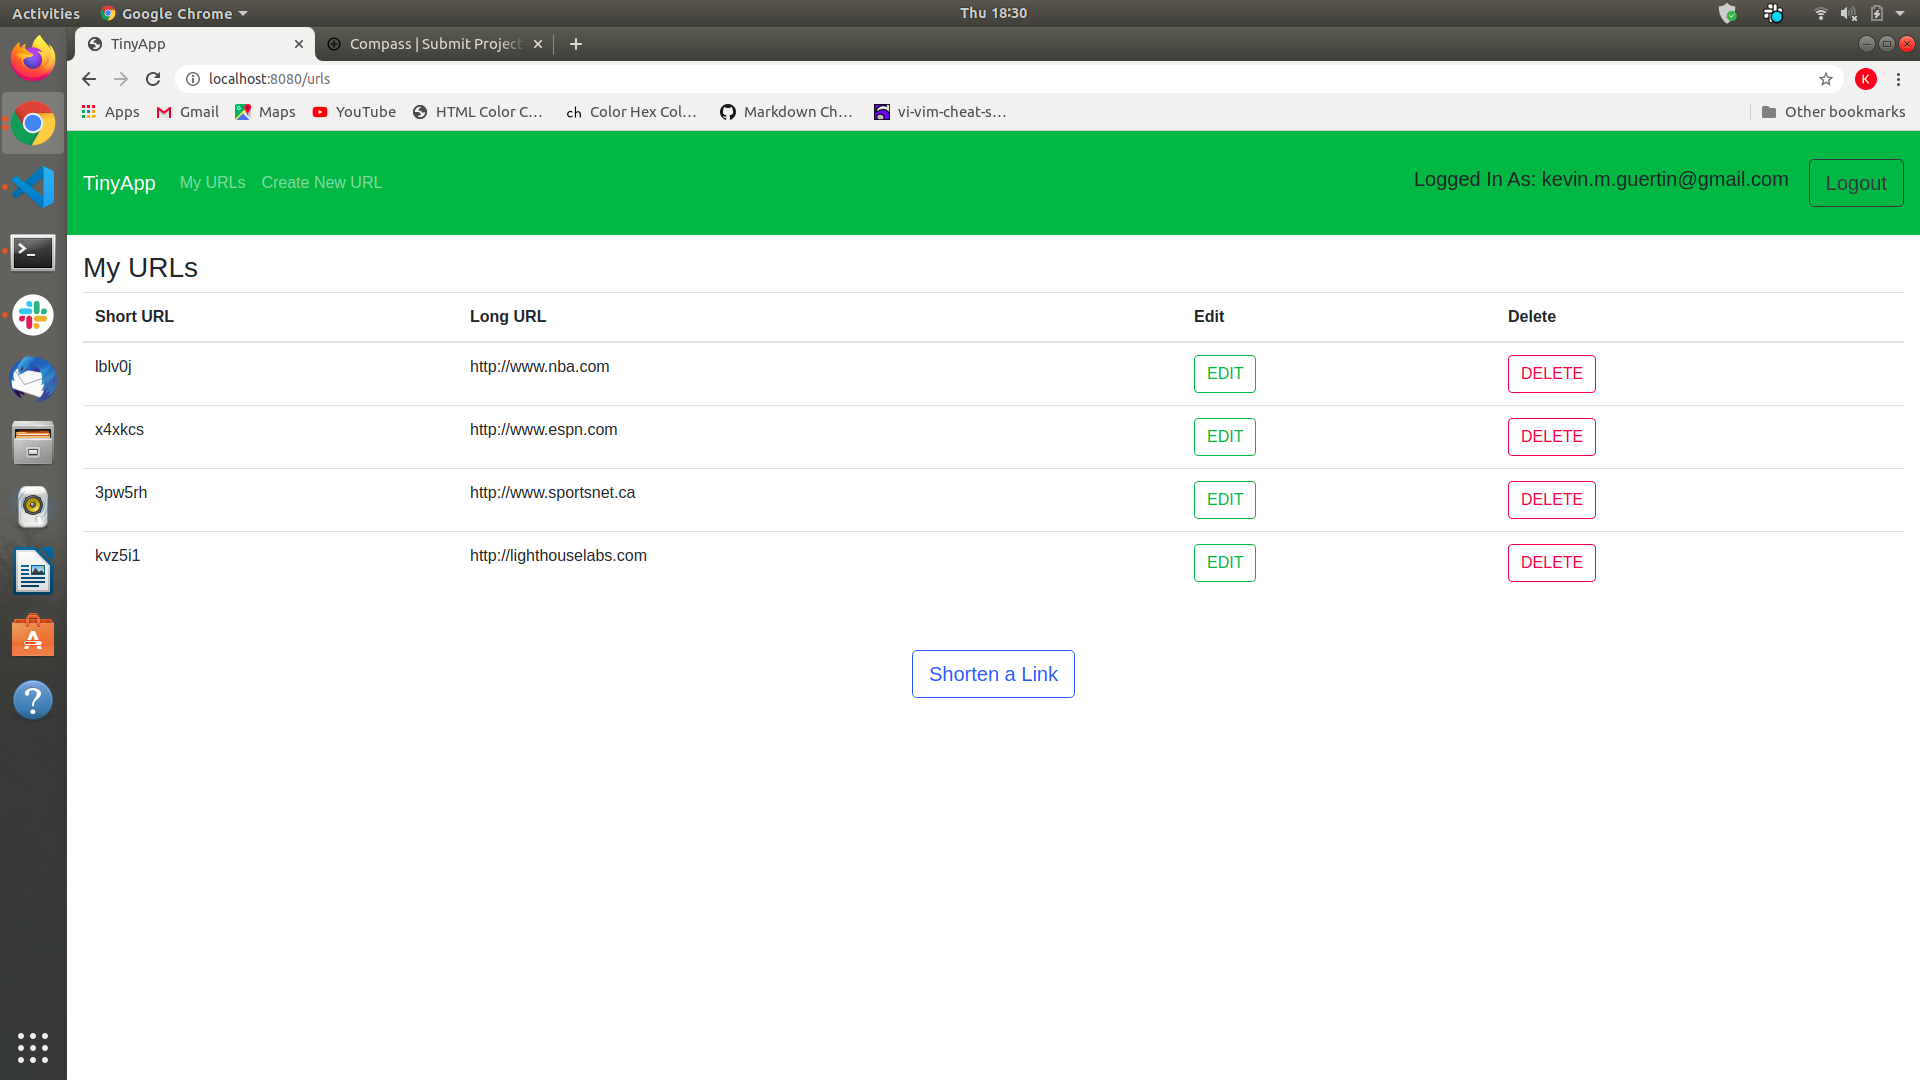 Activities Google Chrome Thu 18:30
TinyApp Compass | Submit Project
localhost:8080/urls K
Apps Gmail Maps YouTube HTML Color C... ch Color Hex Col... Markdown Ch... vi-vim-cheat-s... Other bookmarks
TinyApp My URLs Create New URL Logged In As: kevin.m.guertin@gmail.com Logout
My URLs
Short URL Long URL Edit Delete
lblv0j http://www.nba.com EDIT DELETE
x4xkcs http://www.espn.com EDIT DELETE
3pw5rh http://www.sportsnet.ca EDIT DELETE
kvz5i1 http://lighthouselabs.com EDIT DELETE
Shorten a Link